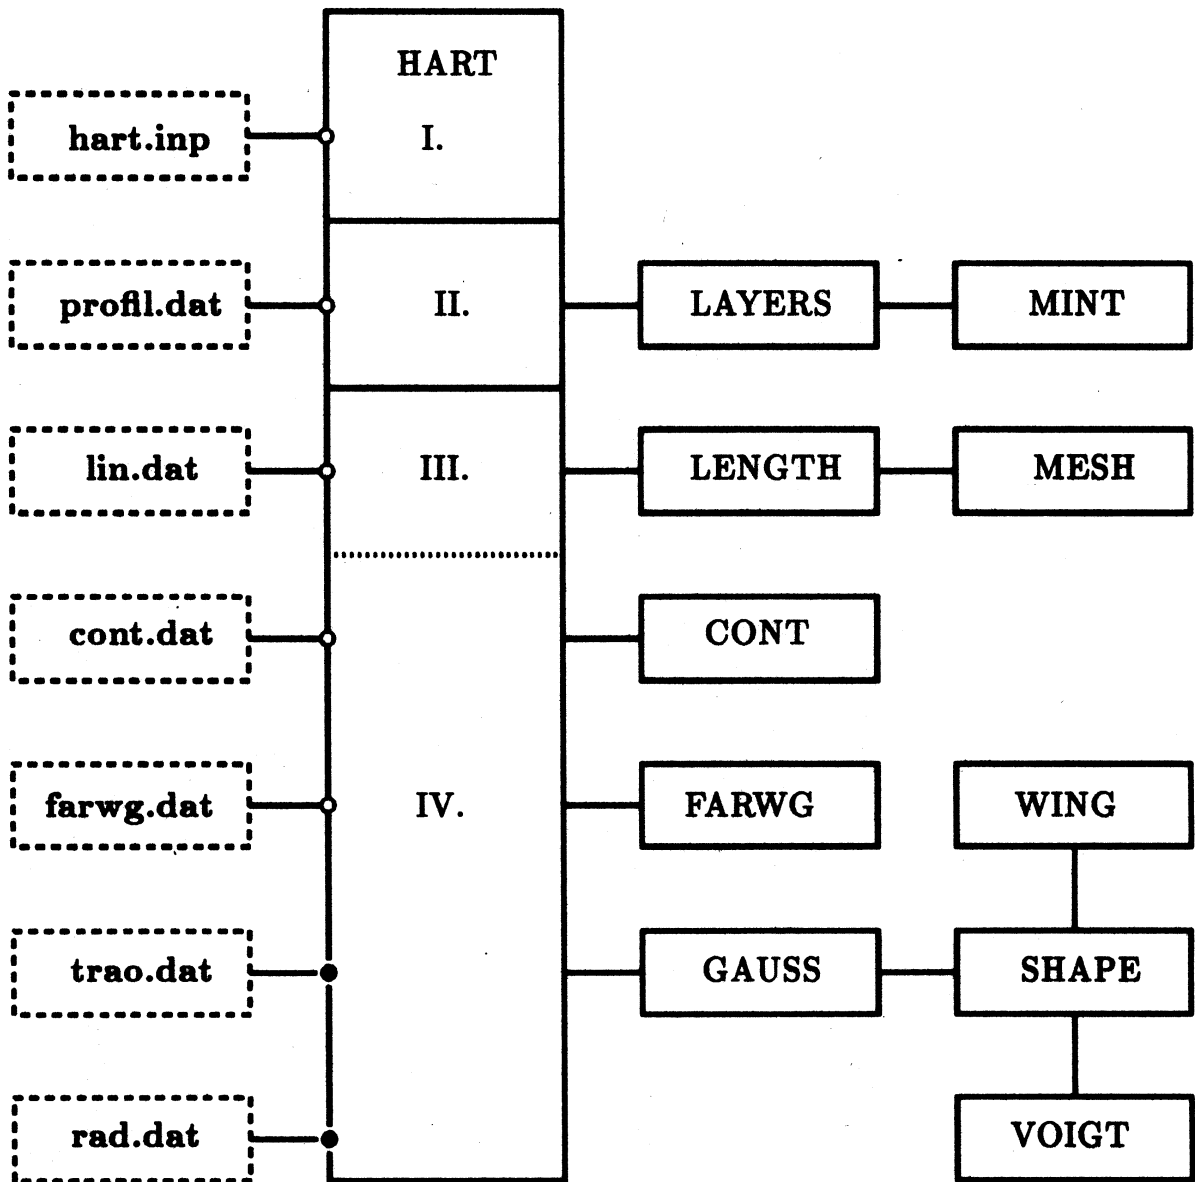 HART
hart.inp I.
profil.dat II. LAYERS MINT
lin.dat III. LENGTH MESH
cont.dat CONT
farwg.dat IV. FARWG WING
trao.dat GAUSS SHAPE
rad.dat VOIGT